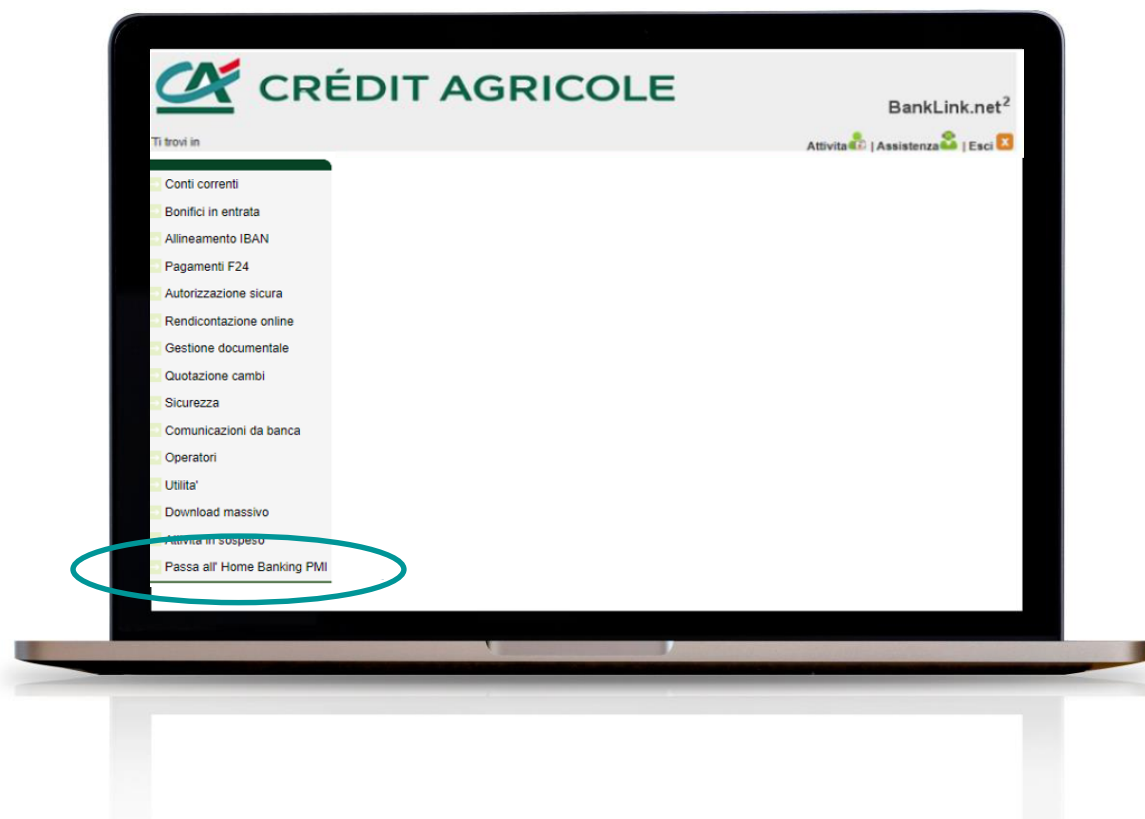 CRÉDIT AGRICOLE
BankLink.net²
Ti trovi in
Attivita | Assistenza | Esci
Conti correnti
Bonifici in entrata
Allineamento IBAN
Pagamenti F24
Autorizzazione sicura
Rendicontazione online
Gestione documentale
Quotazione cambi
Sicurezza
Comunicazioni da banca
Operatori
Utilita'
Download massivo
Attivita in sospeso
Passa all' Home Banking PMI